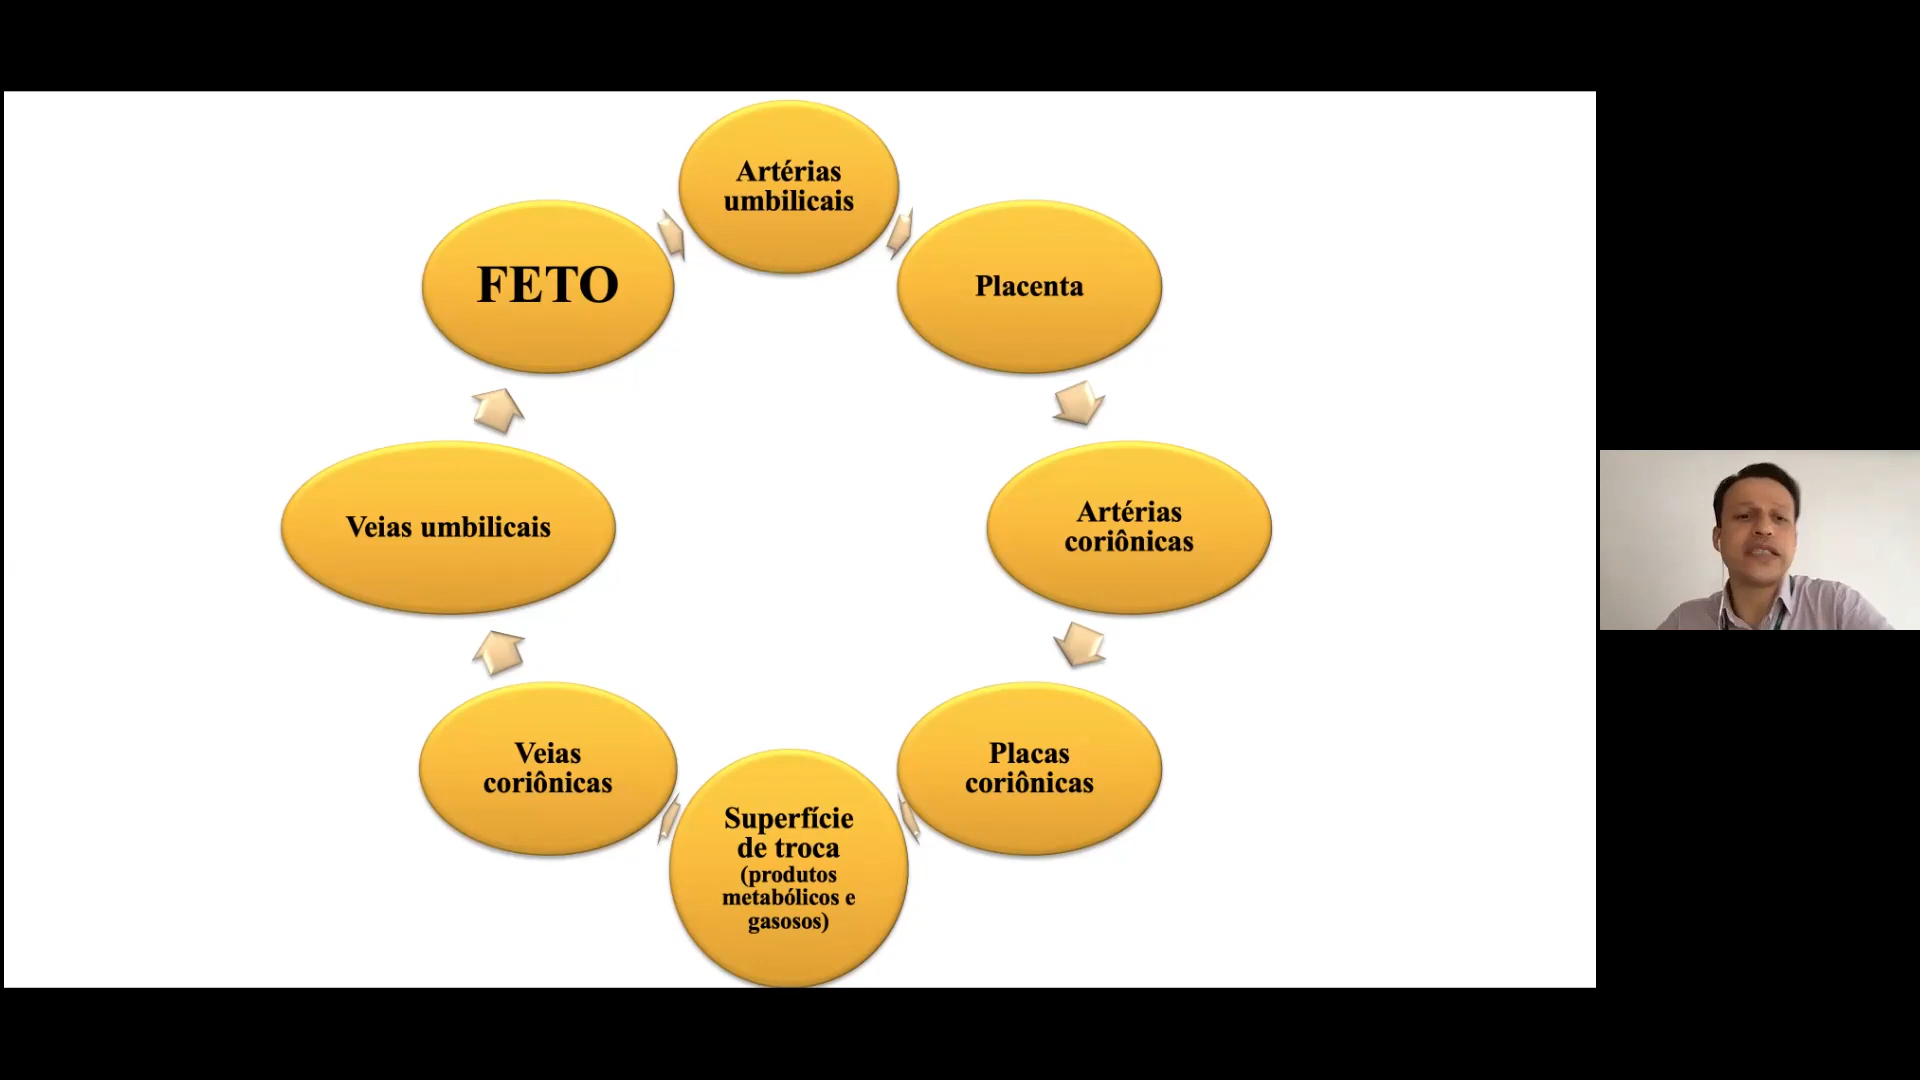 Artérias
umbilicais
FETO
Placenta
Artérias
coriônicas
Placas
coriônicas
Superfície
de troca
(produtos
metabólicos e
gasosos)
Veias
coriônicas
Veias umbilicais